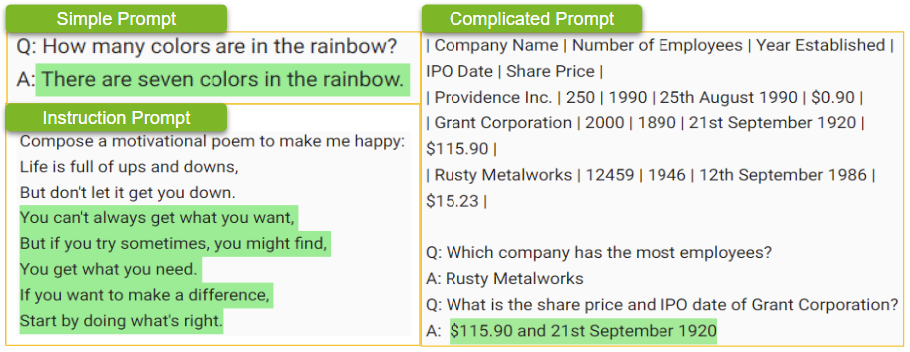 Simple Prompt
Q: How many colors are in the rainbow?
A: There are seven colors in the rainbow.
Instruction Prompt
Compose a motivational poem to make me happy:
Life is full of ups and downs,
But don't let it get you down.
You can't always get what you want,
But if you try sometimes, you might find,
You get what you need.
If you want to make a difference,
Start by doing what's right.
Complicated Prompt
| Company Name | Number of Employees | Year Established |
IPO Date | Share Price |
| Providence Inc. | 250 | 1990 | 25th August 1990 | $0.90 |
| Grant Corporation | 2000 | 1890 | 21st September 1920 |
$115.90 |
| Rusty Metalworks | 12459 | 1946 | 12th September 1986 |
$15.23 |
Q: Which company has the most employees?
A: Rusty Metalworks
Q: What is the share price and IPO date of Grant Corporation?
A: $115.90 and 21st September 1920